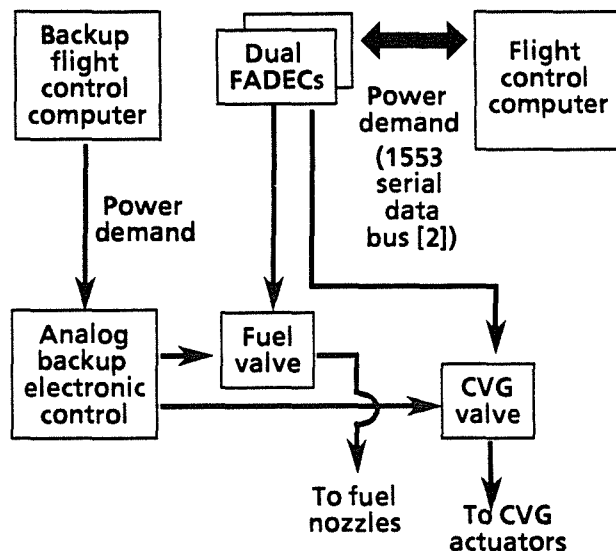 Backup
flight
control
computer
Dual
FADECs
Flight
control
computer
Power
demand
(1553
serial
data
bus [2])
Power
demand
Analog
backup
electronic
control
Fuel
valve
CVG
valve
To fuel
nozzles
To CVG
actuators